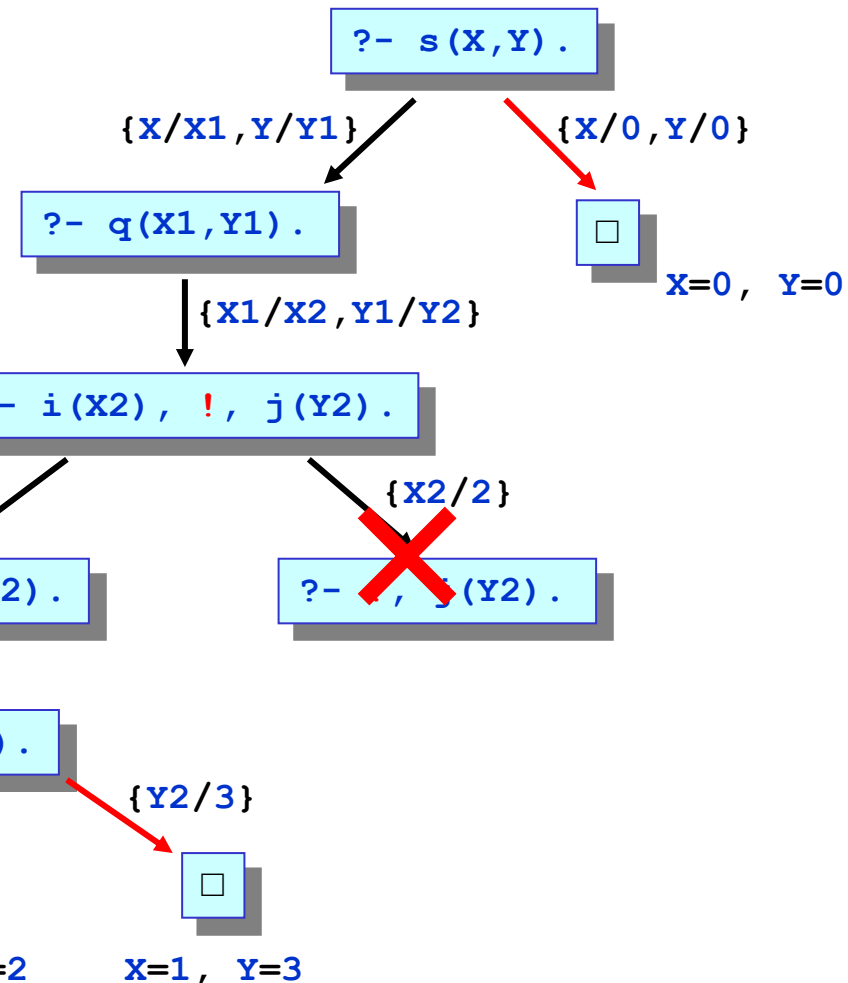 ?- s(X,Y).
{X/X1,Y/Y1}
{X/0,Y/0}
?- q(X1,Y1).
□
X=0, Y=0
{X1/X2,Y1/Y2}
- i(X2), !, j(Y2).
{X2/2}
2).
?- !, j(Y2).
).
{Y2/3}
□
=2
X=1, Y=3